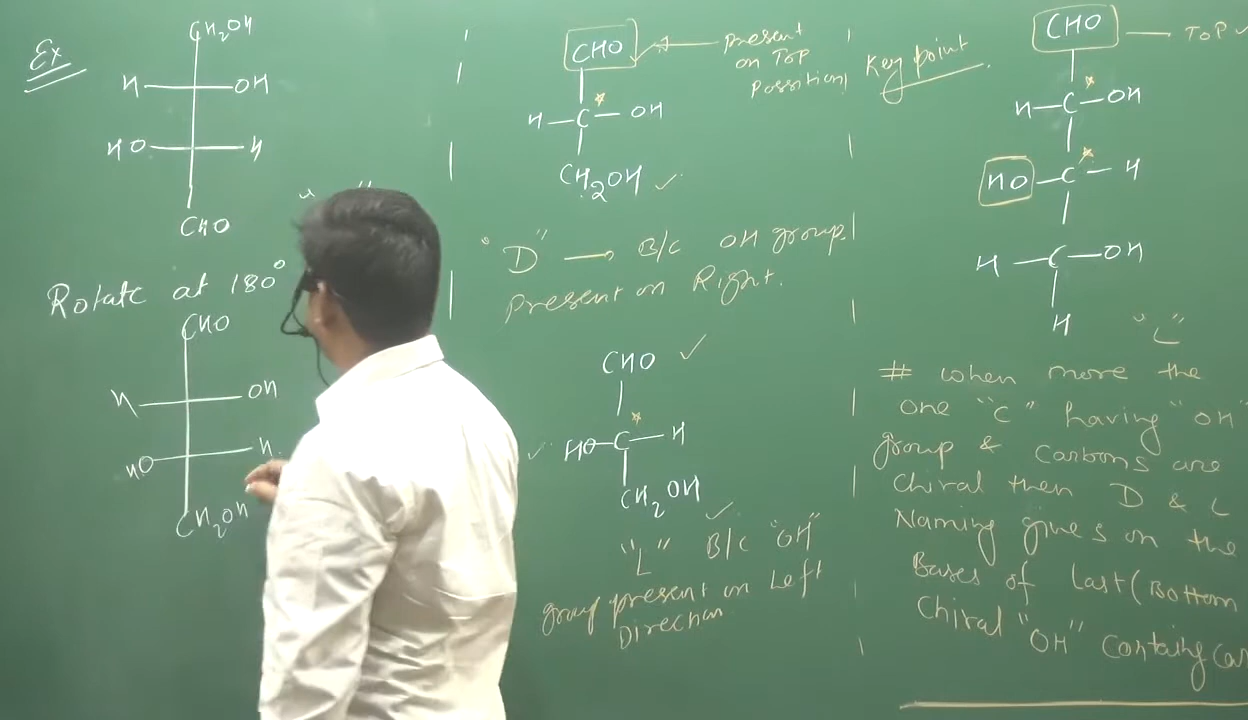 Ex
CH2OH
H OH
HO H
CHO
Rotate at 180°
CHO
H OH
HO H
CH2OH
CHO
Present
on Top
Possition
H—C*—OH
CH2OH
"D" → B/c OH group
Present on Right.
CHO
HO—C*—H
CH2OH
"L" B/c "OH"
group present on Left
Direction
Key point
CHO — ToP
H—C*—OH
HO—C*—H
H—C—OH
H
"L"
# when more the
one "C" having "OH"
group & carbons are
chiral then D & L
Naming gives on the
Bases of Last (Bottom
Chiral "OH" Containg Car